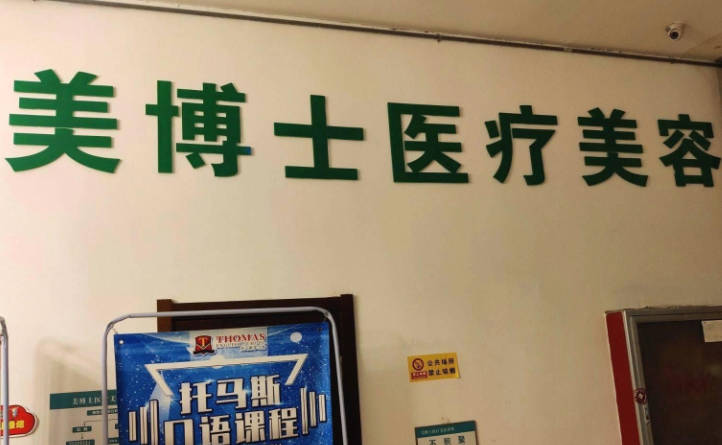 美博士医疗美容
THOMAS
托马斯
口语课程
公共场所
禁止吸烟